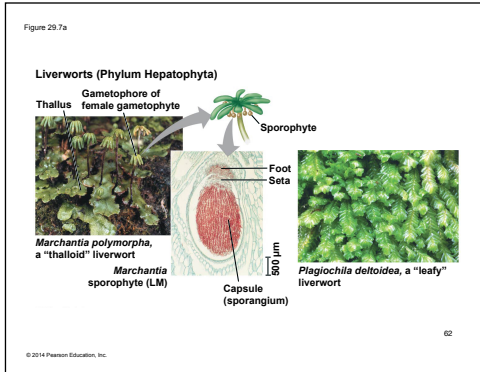 Figure 29.7a
Liverworts (Phylum Hepatophyta)
Thallus
Gametophore of
female gametophyte
Sporophyte
Foot
Seta
500 μm
Marchantia polymorpha,
a “thalloid” liverwort
Marchantia
sporophyte (LM)
Capsule
(sporangium)
Plagiochila deltoidea, a “leafy”
liverwort
62
© 2014 Pearson Education, Inc.